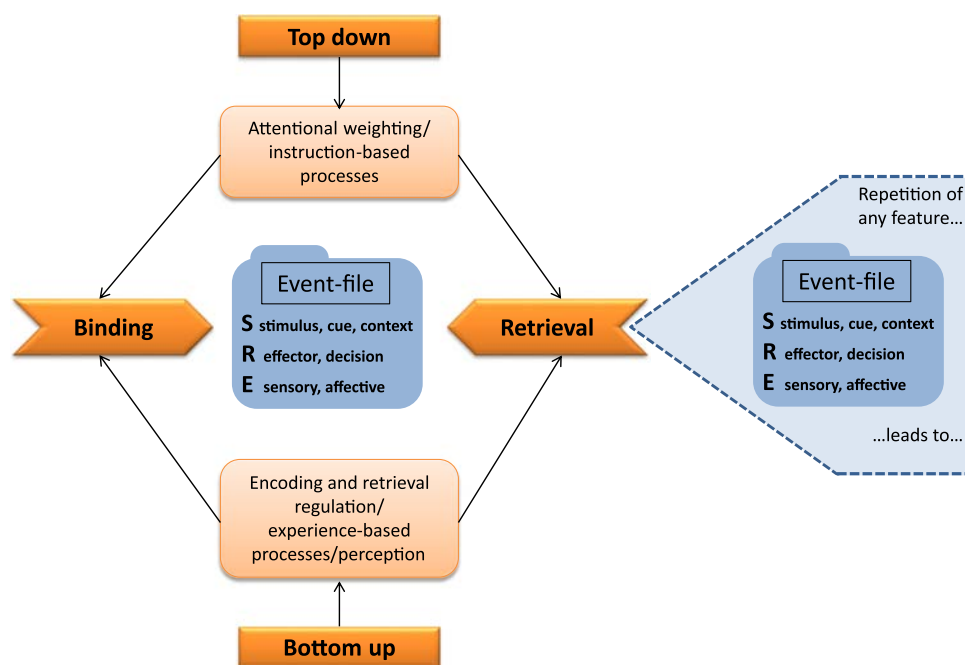 Top down
Attentional weighting/
instruction-based
processes
Repetition of
any feature...
Event-file
S stimulus, cue, context
R effector, decision
E sensory, affective
Binding
Retrieval
Event-file
S stimulus, cue, context
R effector, decision
E sensory, affective
...leads to...
Encoding and retrieval
regulation/
experience-based
processes/perception
Bottom up